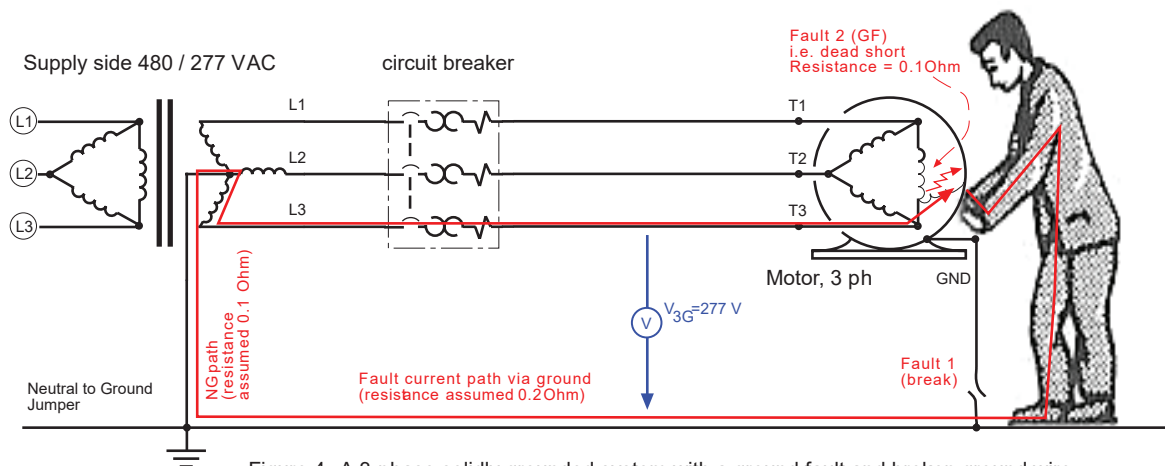 Fault 2 (GF)
i.e. dead short
Resistance = 0.1Ohm
Supply side 480 / 277 VAC
circuit breaker
L1
L1
T1
L2
L2
T2
L3
L3
T3
Motor, 3 ph
GND
V
V3G=277 V
NGpath
(resistance
assumed 0.1 Ohm)
Fault 1
(break)
Neutral to Ground
Jumper
Fault current path via ground
(resistance assumed 0.2Ohm)